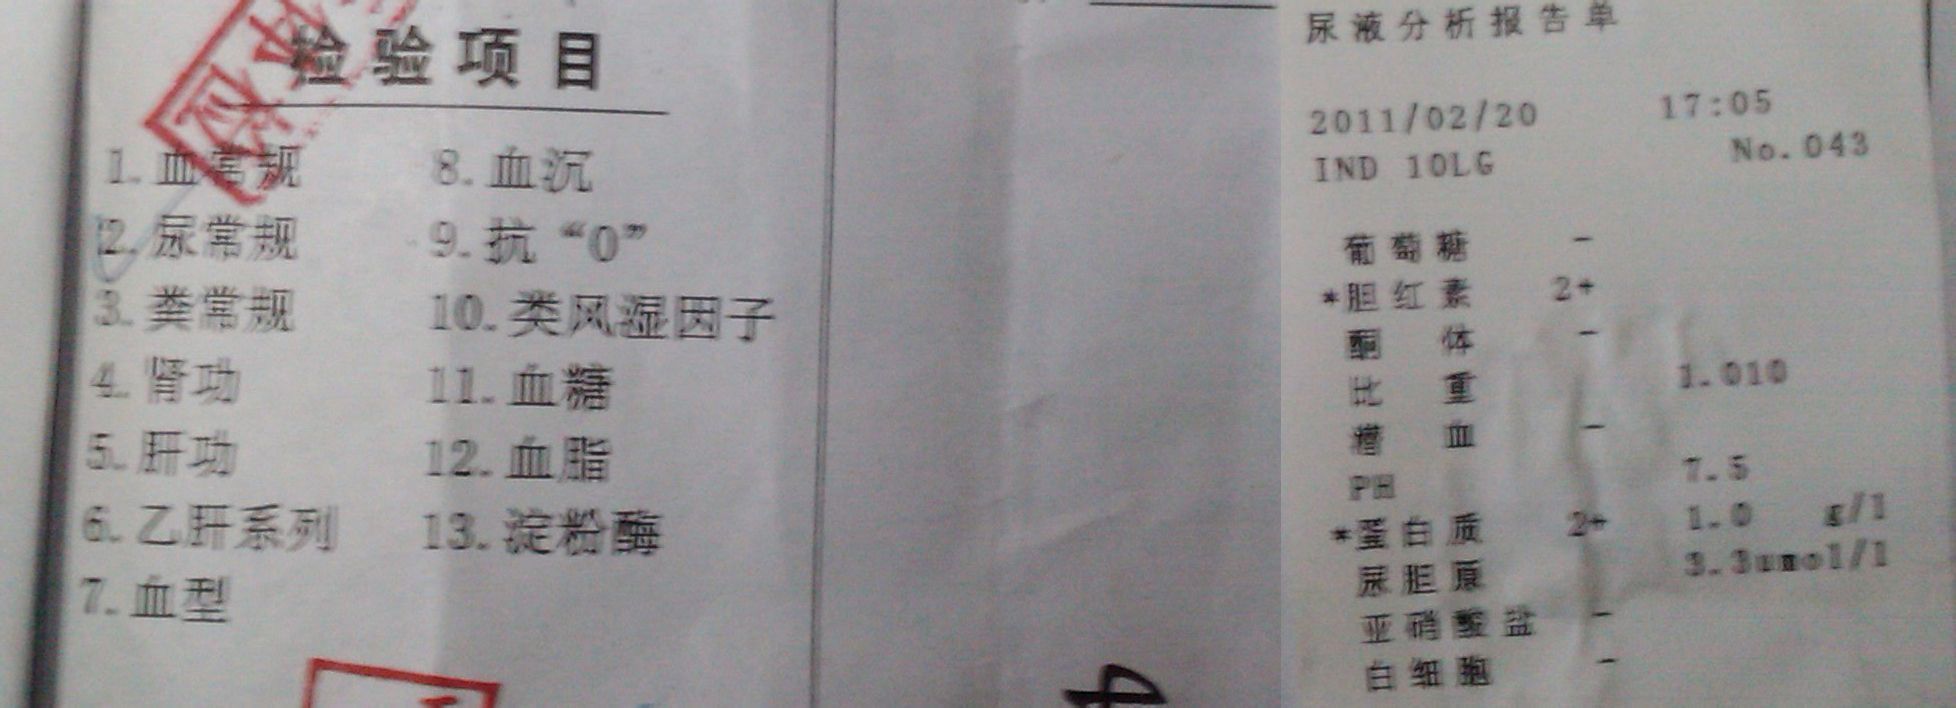 检验项目
1. 血常规
2. 尿常规
3. 粪常规
4. 肾功
5. 肝功
6. 乙肝系列
7. 血型
8. 血沉
9. 抗“0”
10. 类风湿因子
11. 血糖
12. 血脂
13. 淀粉酶
尿液分析报告单
2011/02/20 17:05
IND 10LG No.043
葡萄糖 -
*胆红素 2+
酮体 -
比重 1.010
潜血 -
PH 7.5
*蛋白质 2+ 1.0 g/l
尿胆原 3.3umol/l
亚硝酸盐 -
白细胞 -